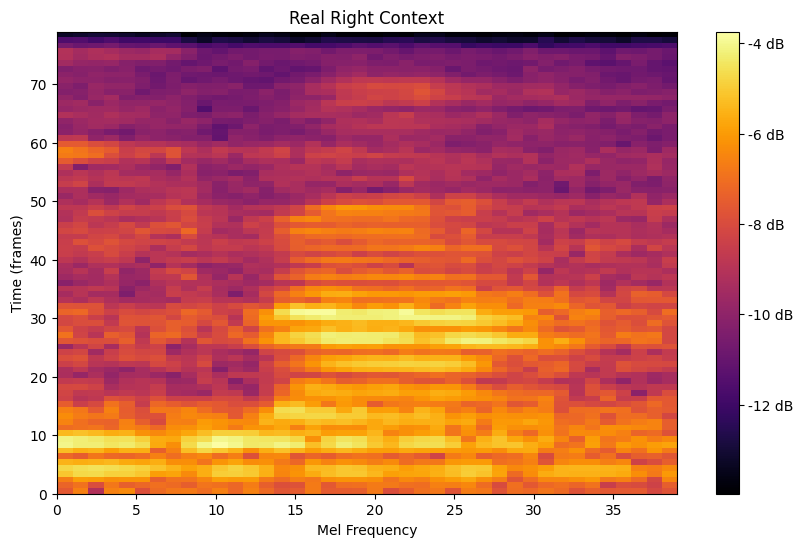 Real Right Context
Time (frames)
70
60
50
40
30
20
10
0
0 5 10 15 20 25 30 35
Mel Frequency
-4 dB
-6 dB
-8 dB
-10 dB
-12 dB